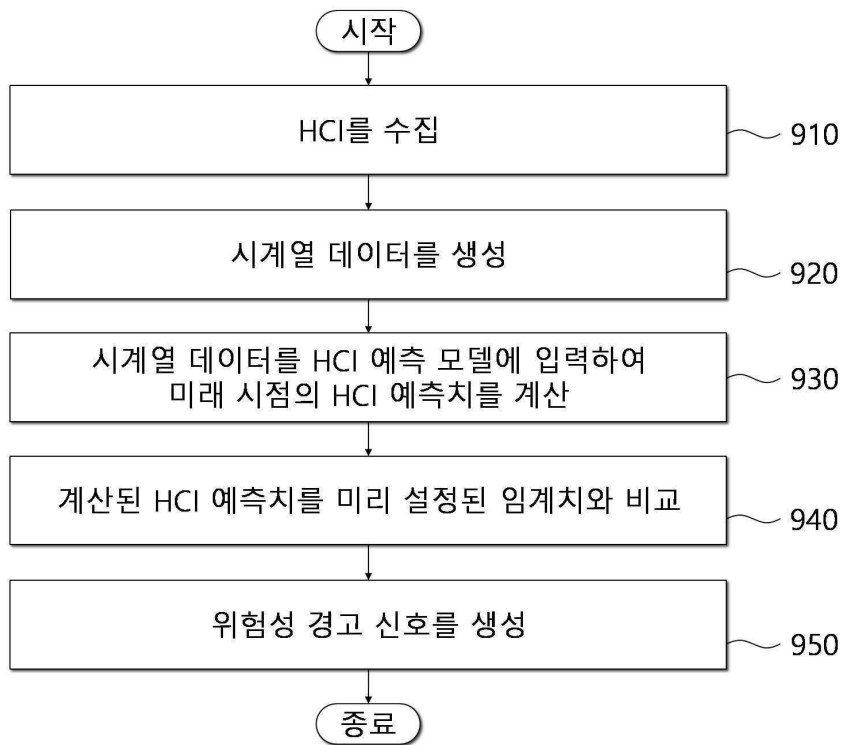 시작
HCI를 수집
910
시계열 데이터를 생성
920
시계열 데이터를 HCI 예측 모델에 입력하여
미래 시점의 HCI 예측치를 계산
930
계산된 HCI 예측치를 미리 설정된 임계치와 비교
940
위험성 경고 신호를 생성
950
종료